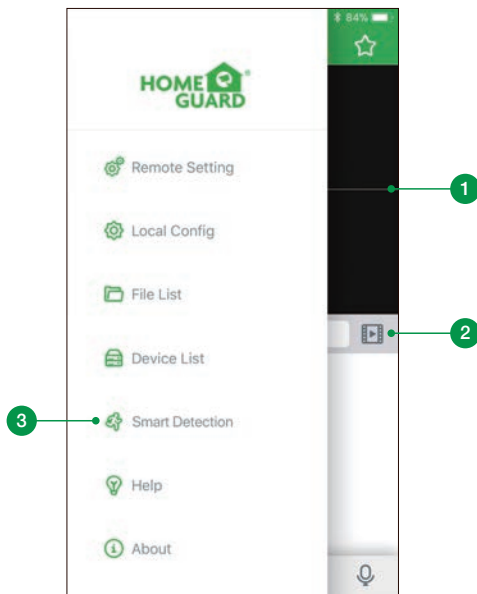 84%
HOME
GUARD®
Remote Setting
1
Local Config
File List
2
Device List
3
Smart Detection
Help
About